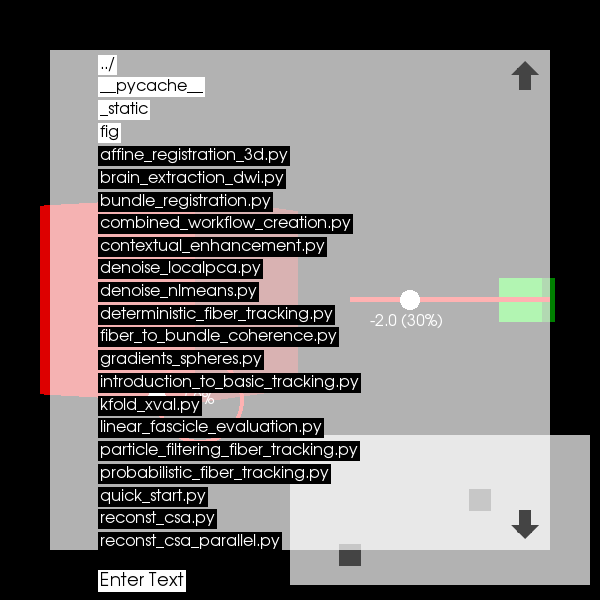 ../
__pycache__
_static
fig
affine_registration_3d.py
brain_extraction_dwi.py
bundle_registration.py
combined_workflow_creation.py
contextual_enhancement.py
denoise_localpca.py
denoise_nlmeans.py
deterministic_fiber_tracking.py
-2.0 (30%)
fiber_to_bundle_coherence.py
gradients_spheres.py
introduction_to_basic_tracking.py
kfold_xval.py
linear_fascicle_evaluation.py
particle_filtering_fiber_tracking.py
probabilistic_fiber_tracking.py
quick_start.py
reconst_csa.py
reconst_csa_parallel.py
Enter Text